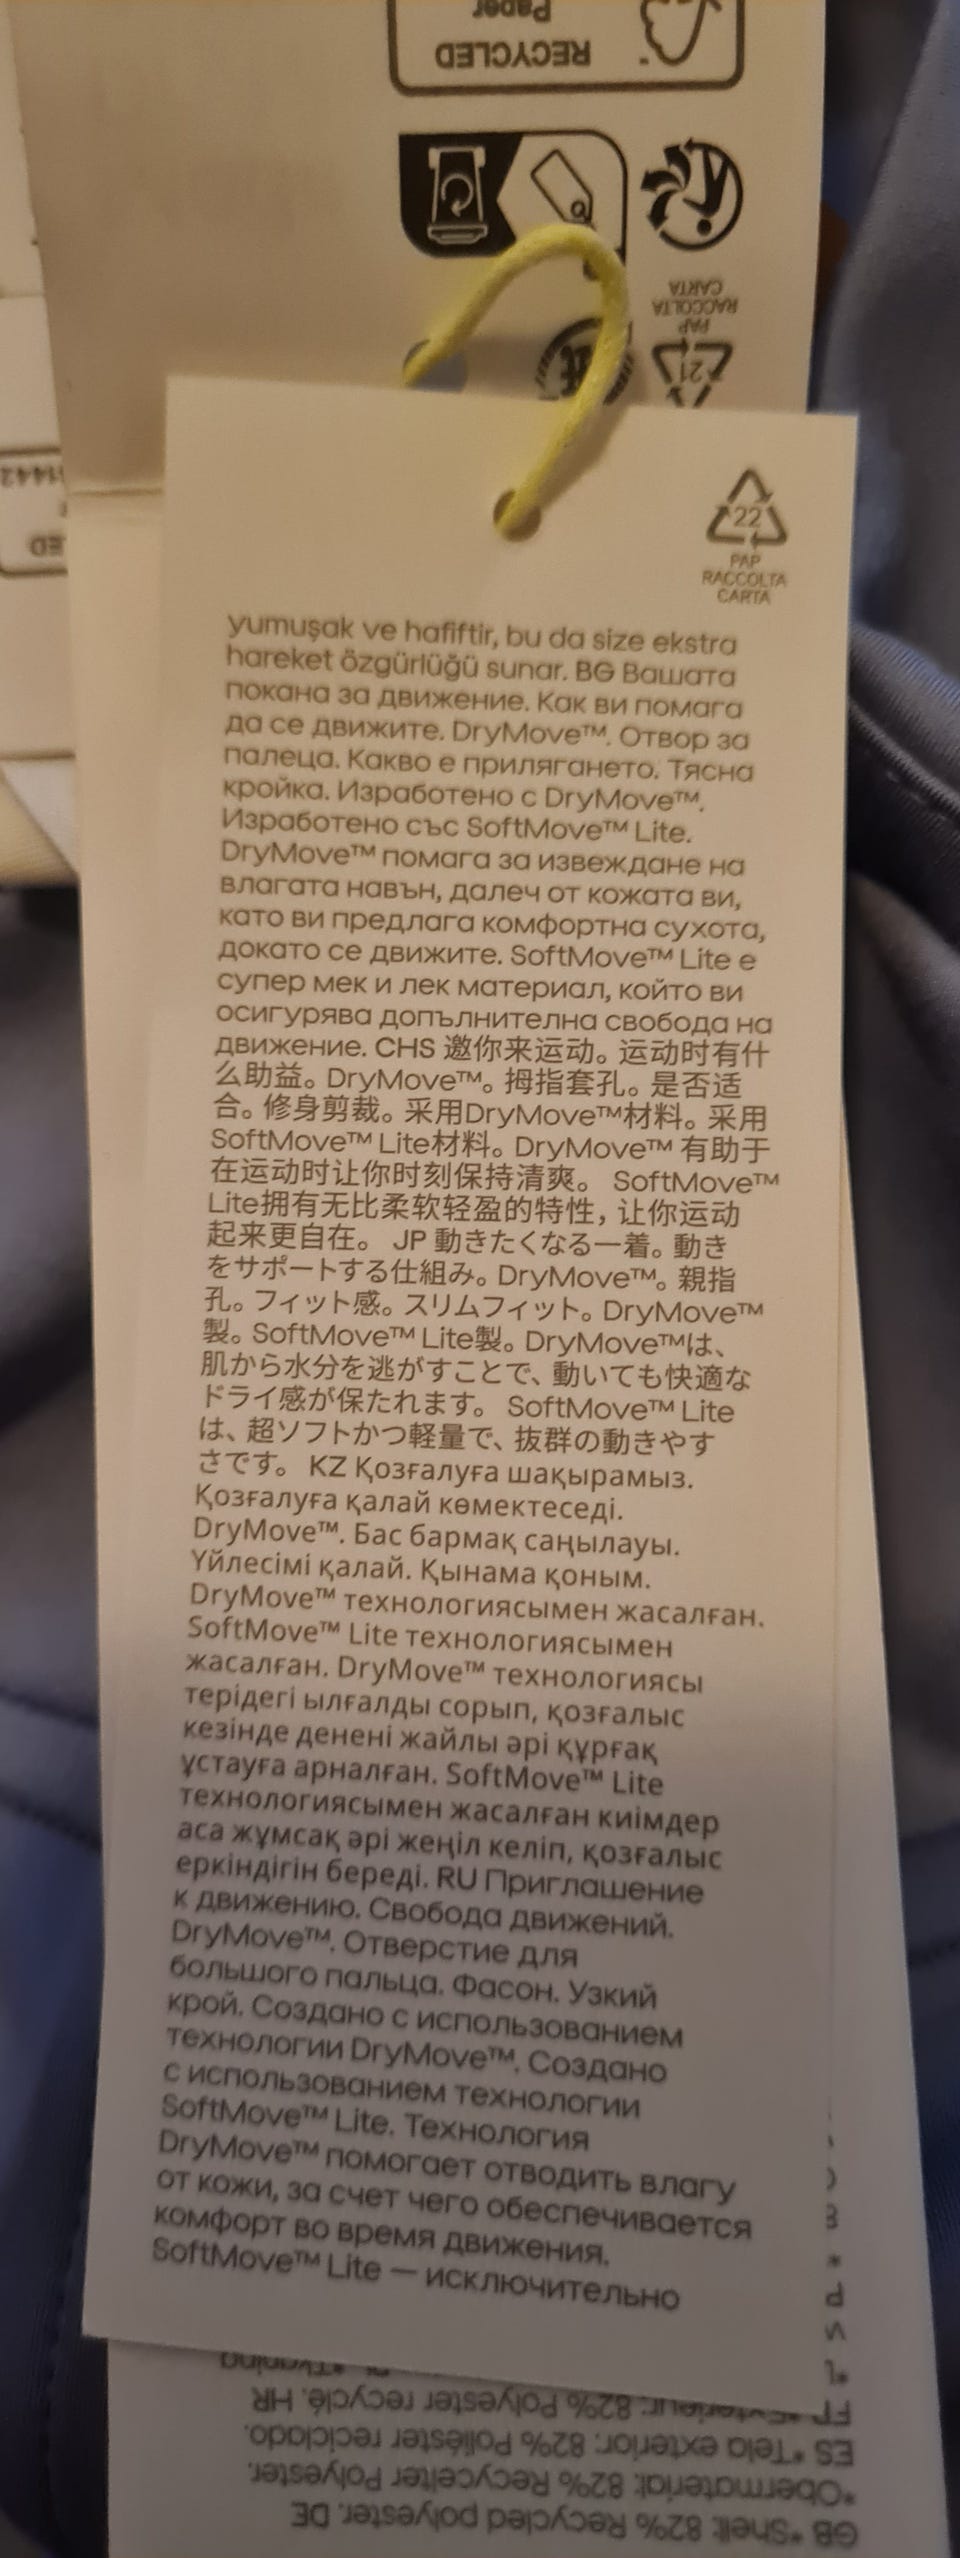 RECYCLED
Paper
21
PAP
RACCOLTA
CARTA
22
PAP
RACCOLTA
CARTA
yumuşak ve hafiftir, bu da size ekstra
hareket özgürlüğü sunar. BG Вашата
покана за движение. Как ви помага
да се движите. DryMove™. Отвор за
палеца. Какво е прилягането. Тясна
кройка. Изработено с DryMove™.
Изработено със SoftMove™ Lite.
DryMove™ помага за извеждане на
влагата навън, далеч от кожата ви,
като ви предлага комфортна сухота,
докато се движите. SoftMove™ Lite е
супер мек и лек материал, който ви
осигурява допълнителна свобода на
движение. CHS 邀你来运动。运动时有什
么助益。DryMove™。拇指套孔。是否适
合。修身剪裁。采用DryMove™材料。采用
SoftMove™ Lite材料。DryMove™ 有助于
在运动时让你时刻保持清爽。 SoftMove™
Lite拥有无比柔软轻盈的特性，让你运动
起来更自在。 JP 動きたくなる一着。動き
をサポートする仕組み。DryMove™。親指
孔。フィット感。スリムフィット。DryMove™
製。SoftMove™ Lite製。DryMove™は、
肌から水分を逃がすことで、動いても快適な
ドライ感が保たれます。 SoftMove™ Lite
は、超ソフトかつ軽量で、抜群の動きやす
さです。 KZ Қозғалуға шақырамыз.
Қозғалуға қалай көмектеседі.
DryMove™. Бас бармақ саңылауы.
Үйлесімі қалай. Қынама қоным.
DryMove™ технологиясымен жасалған.
SoftMove™ Lite технологиясымен
жасалған. DryMove™ технологиясы
терідегі ылғалды сорып, қозғалыс
кезінде денені жайлы әрі құрғақ
ұстауға арналған. SoftMove™ Lite
технологиясымен жасалған киімдер
аса жұмсақ әрі жеңіл келіп, қозғалыс
еркіндігін береді. RU Приглашение
к движению. Свобода движений.
DryMove™. Отверстие для
большого пальца. Фасон. Узкий
крой. Создано с использованием
технологии DryMove™. Создано
с использованием технологии
SoftMove™ Lite. Технология
DryMove™ помогает отводить влагу
от кожи, за счет чего обеспечивается
комфорт во время движения.
SoftMove™ Lite — исключительно
GB *Shell: 82% Recycled polyester. DE
*Obermaterial: 82% Recycelter Polyester.
ES *Tela exterior: 82% Poliéster reciclado.
FR *Extérieur: 82% Polyester recyclé. HR